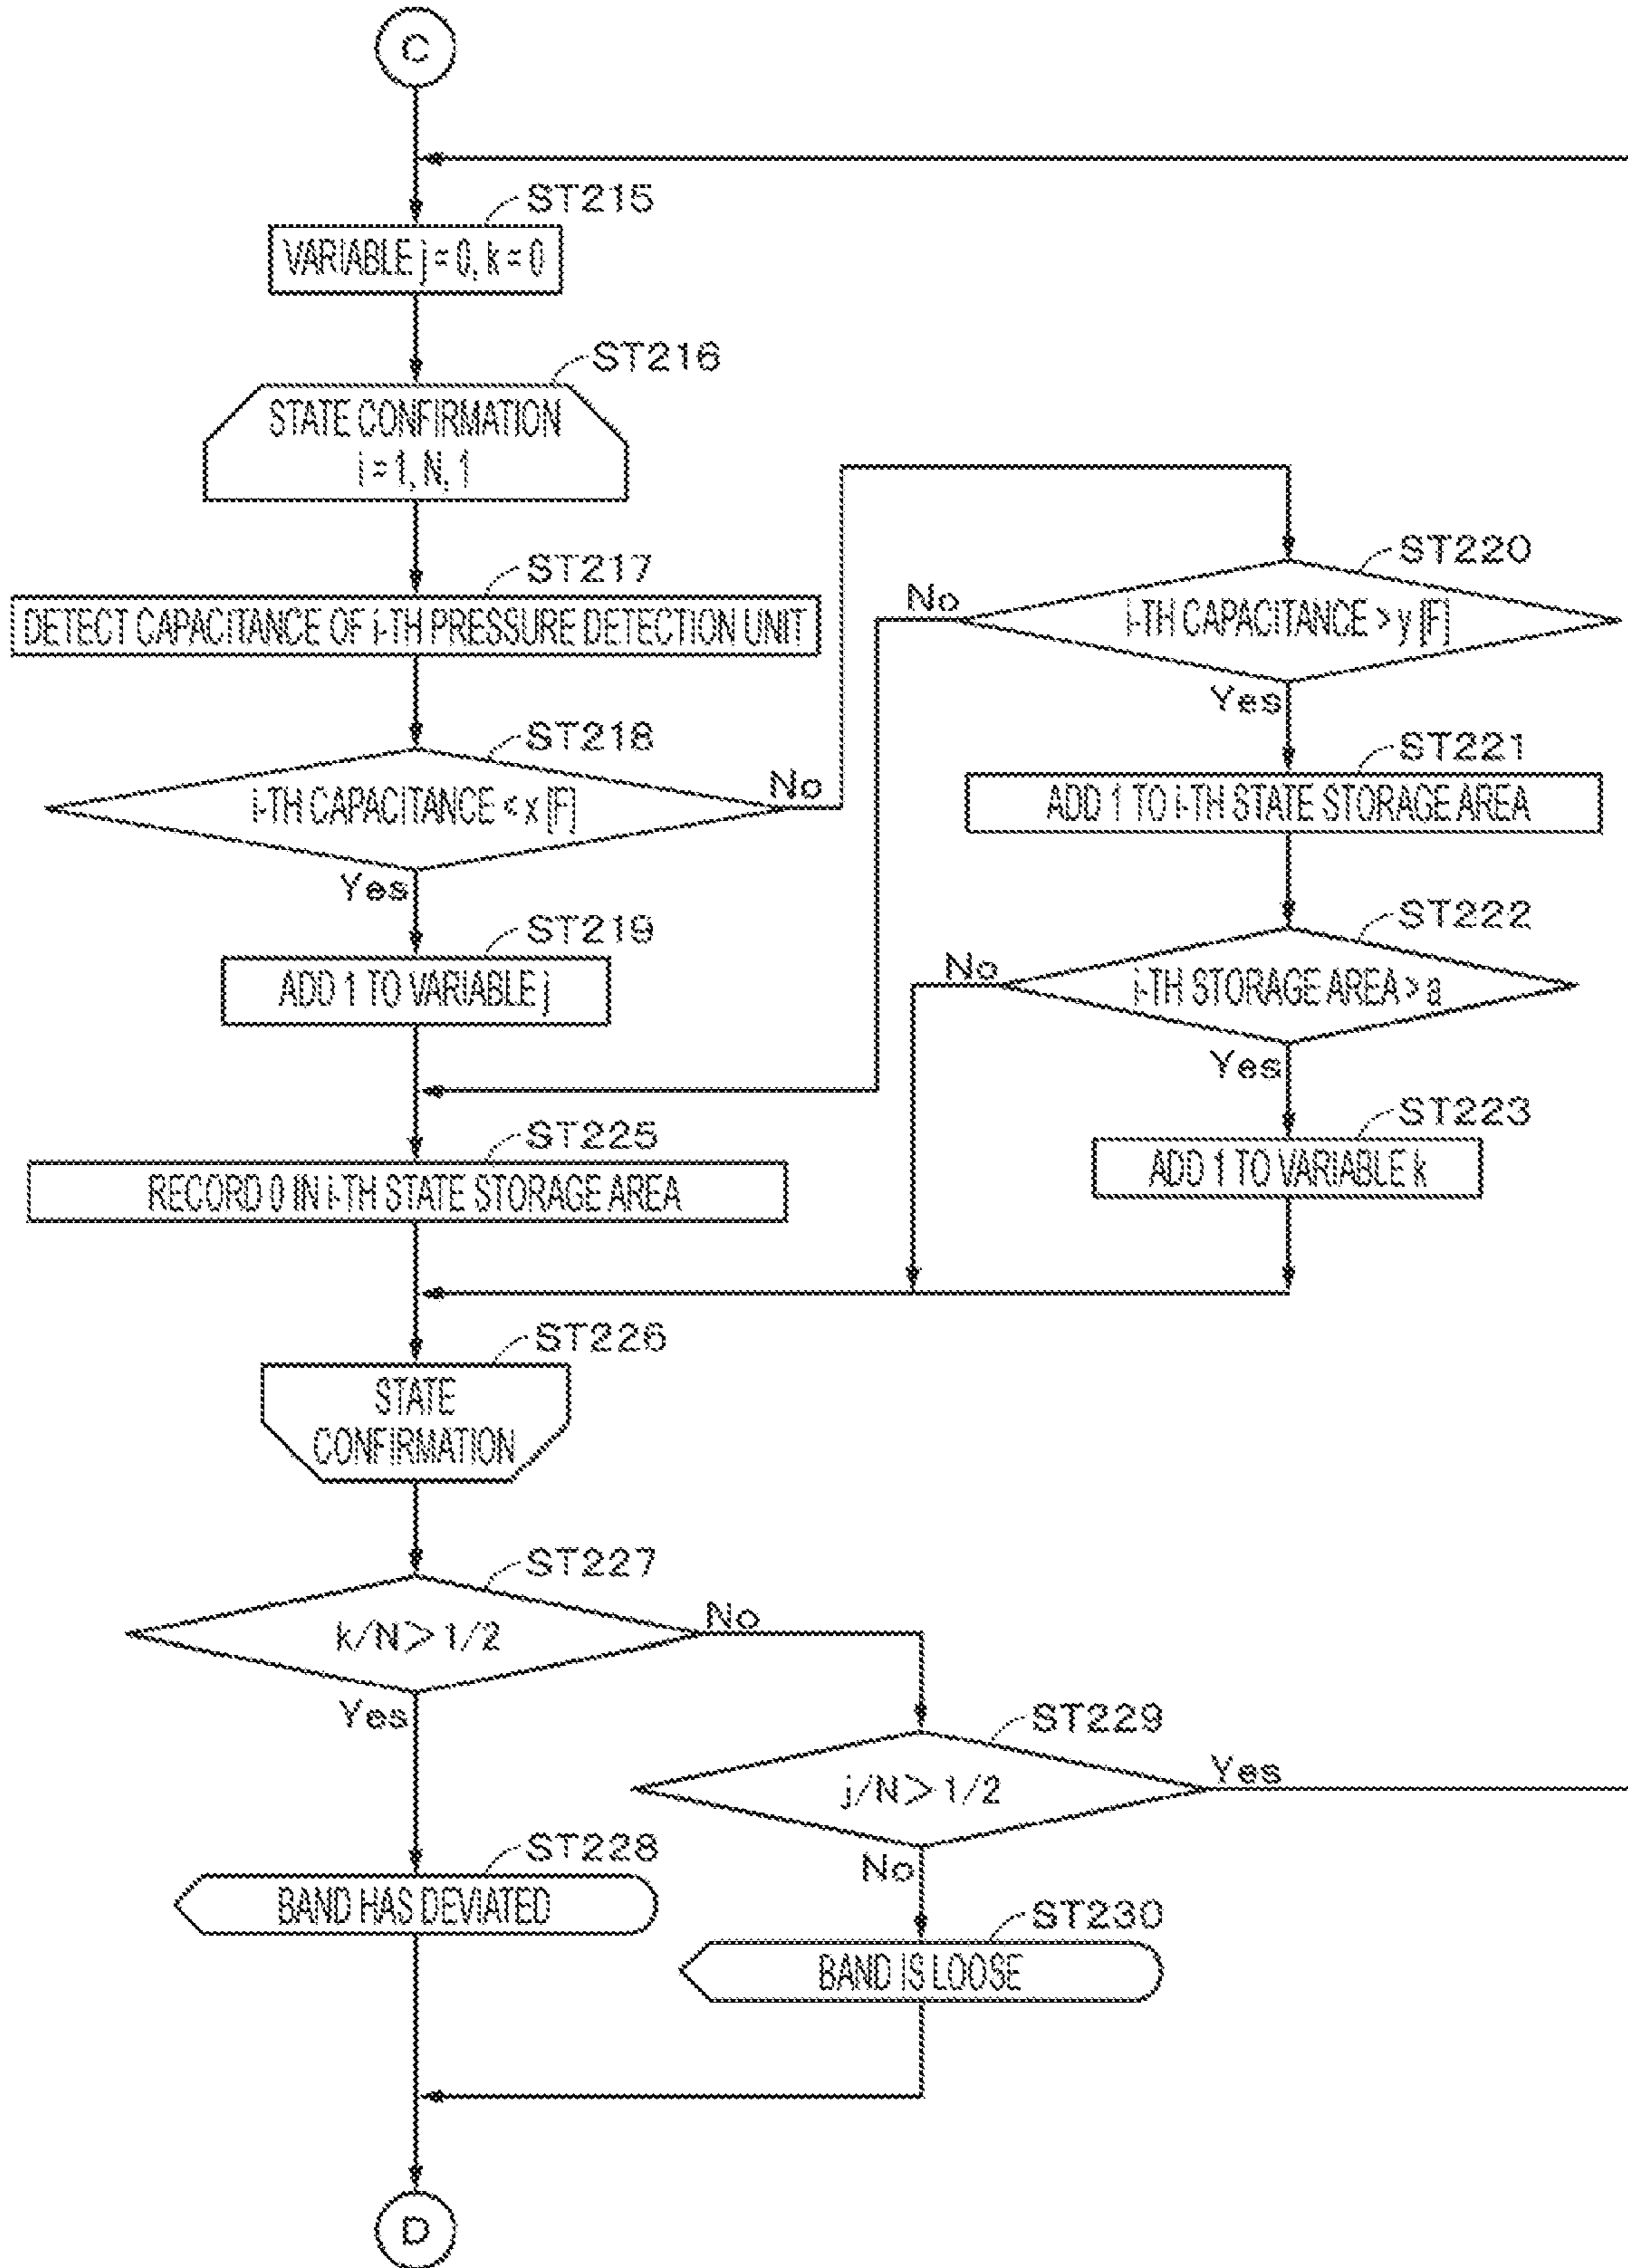 C
ST215
VARIABLE j = 0, k = 0
ST216
STATE CONFIRMATION
i = 1, N, 1
ST217
DETECT CAPACITANCE OF i-TH PRESSURE DETECTION UNIT
ST218
i-TH CAPACITANCE < x [F]
No
Yes
ST219
ADD 1 TO VARIABLE j
ST220
No
i-TH CAPACITANCE > y [F]
Yes
ST221
ADD 1 TO i-TH STATE STORAGE AREA
ST222
No
i-TH STORAGE AREA > a
Yes
ST223
ADD 1 TO VARIABLE k
ST225
RECORD 0 IN i-TH STATE STORAGE AREA
ST226
STATE
CONFIRMATION
ST227
k/N > 1/2
No
Yes
ST228
BAND HAS DEVIATED
ST229
j/N > 1/2
Yes
No
ST230
BAND IS LOOSE
D